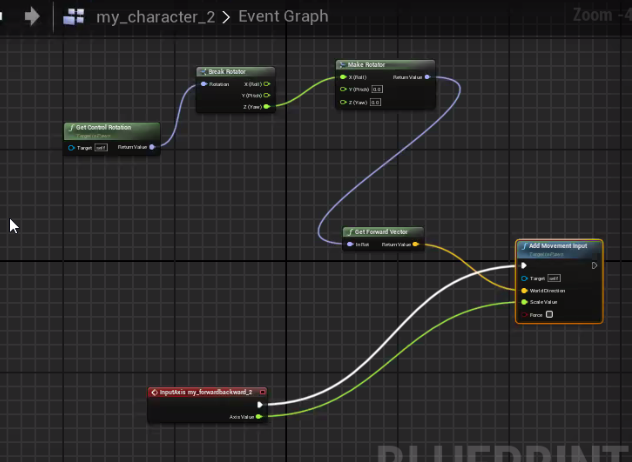 my_character_2 > Event Graph
Zoom -4
Break Rotator
Rotation
X (Roll)
Y (Pitch)
Z (Yaw)
Make Rotator
X (Roll)
Return Value
Y (Pitch) 0.0
Z (Yaw) 0.0
Get Control Rotation
Target is Pawn
Target self
Return Value
Get Forward Vector
In Rot
Return Value
Add Movement Input
Target is Pawn
Target self
World Direction
Scale Value
Force
InputAxis my_forwardbackward_2
Axis Value
BLUEPRINT